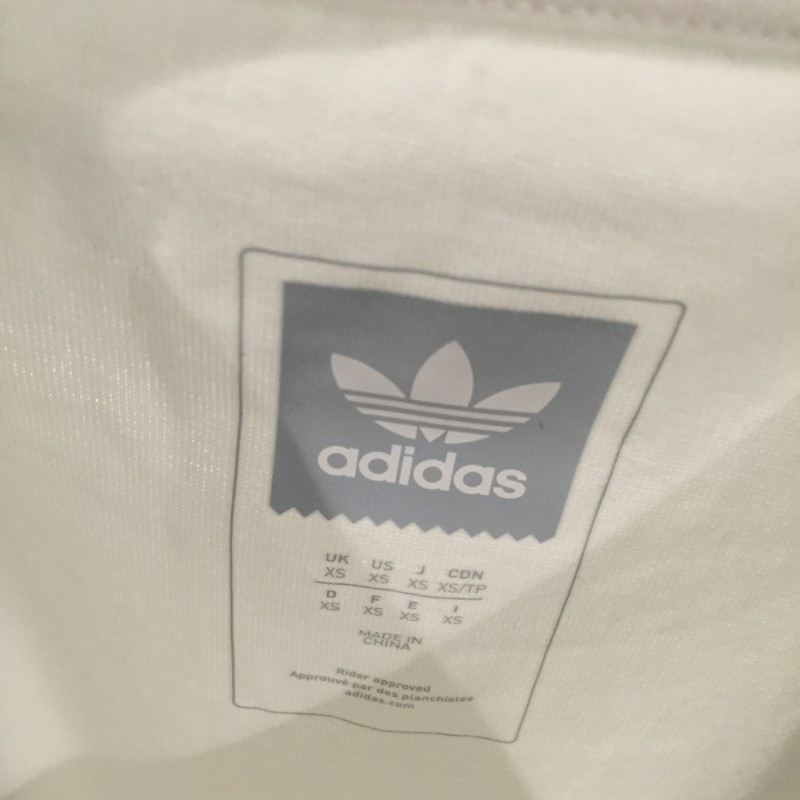 adidas
UK US J CDN
XS XS XS XS/TP
D F E I
XS XS XS XS
MADE IN
CHINA
Rider approved
Approuvé par des planchistes
adidas.com